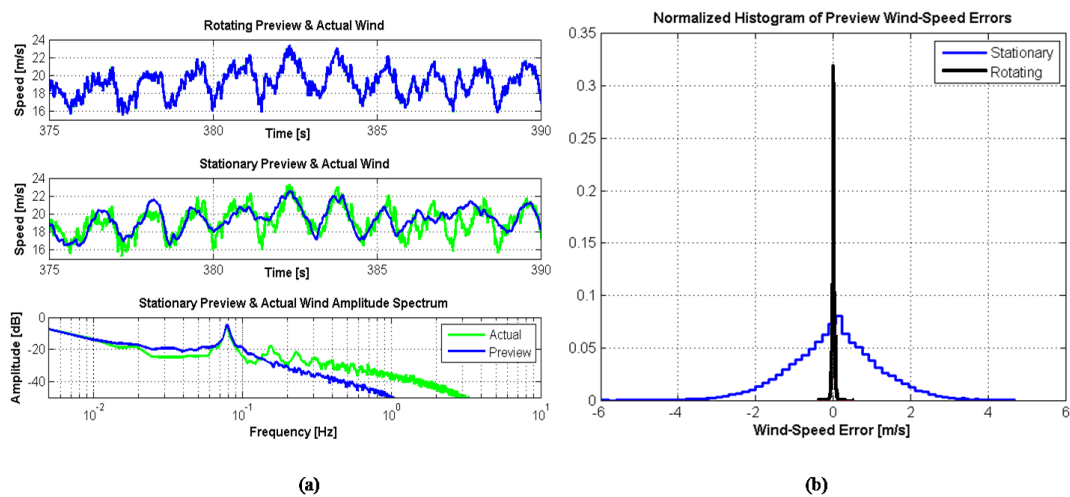 Rotating Preview & Actual Wind
Speed [m/s]
24
22
20
18
16
375
380
385
390
Time [s]
Stationary Preview & Actual Wind
Speed [m/s]
24
22
20
18
16
375
380
385
390
Time [s]
Stationary Preview & Actual Wind Amplitude Spectrum
Amplitude [dB]
0
-20
-40
Actual
Preview
10^-2
10^-1
10^0
10^1
Frequency [Hz]
(a)
Normalized Histogram of Preview Wind-Speed Errors
0.35
0.3
0.25
0.2
0.15
0.1
0.05
0
Stationary
Rotating
-6
-4
-2
0
2
4
6
Wind-Speed Error [m/s]
(b)